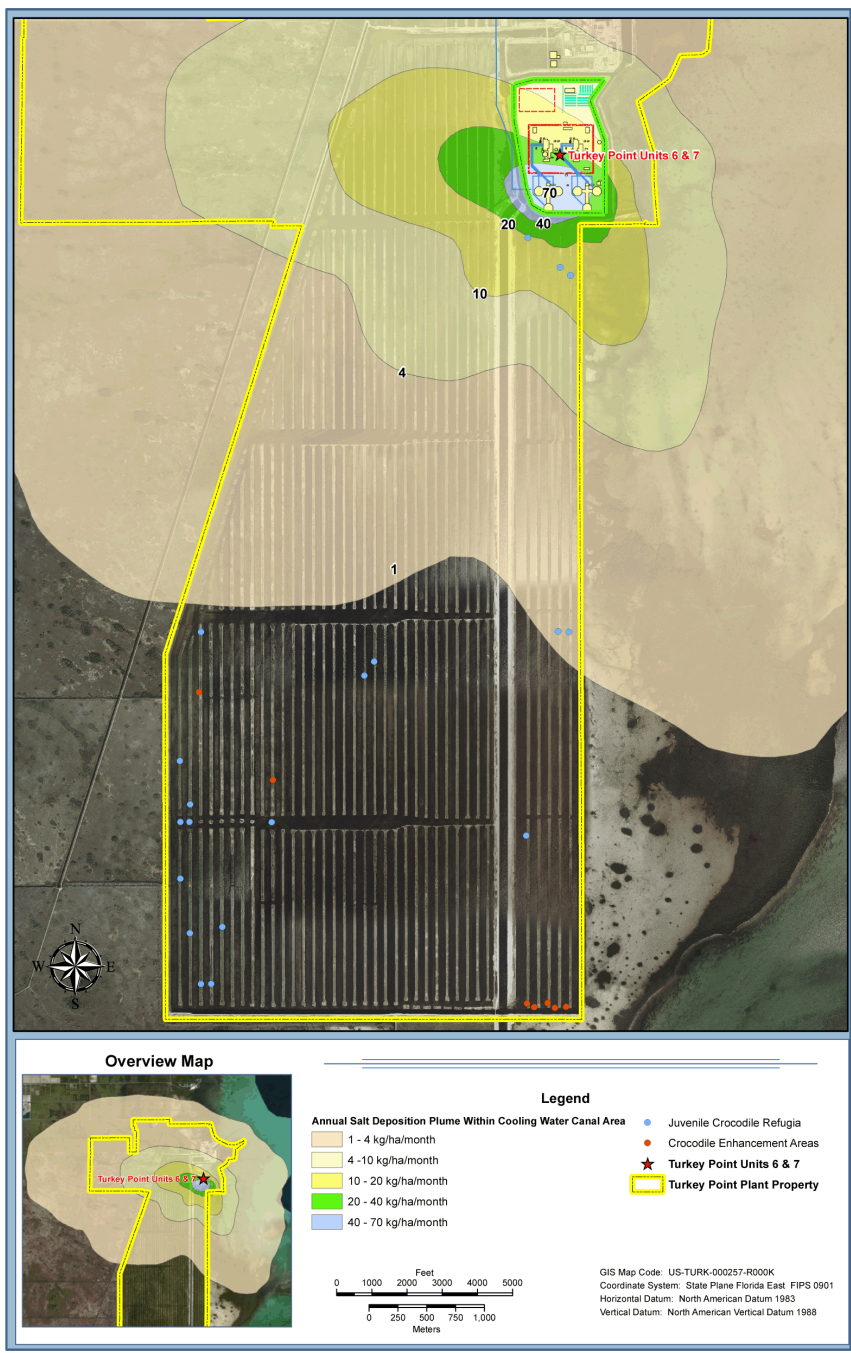 Turkey Point Units 6 & 7
70
20
40
10
4
1
N
W
E
S
Overview Map
Turkey Point Units 6 & 7
Legend
Annual Salt Deposition Plume Within Cooling Water Canal Area
1 - 4 kg/ha/month
4 -10 kg/ha/month
10 - 20 kg/ha/month
20 - 40 kg/ha/month
40 - 70 kg/ha/month
Juvenile Crocodile Refugia
Crocodile Enhancement Areas
Turkey Point Units 6 & 7
Turkey Point Plant Property
Feet
0 1000 2000 3000 4000 5000
0 250 500 750 1,000
Meters
GIS Map Code: US-TURK-000257-R000K
Coordinate System: State Plane Florida East FIPS 0901
Horizontal Datum: North American Datum 1983
Vertical Datum: North American Vertical Datum 1988